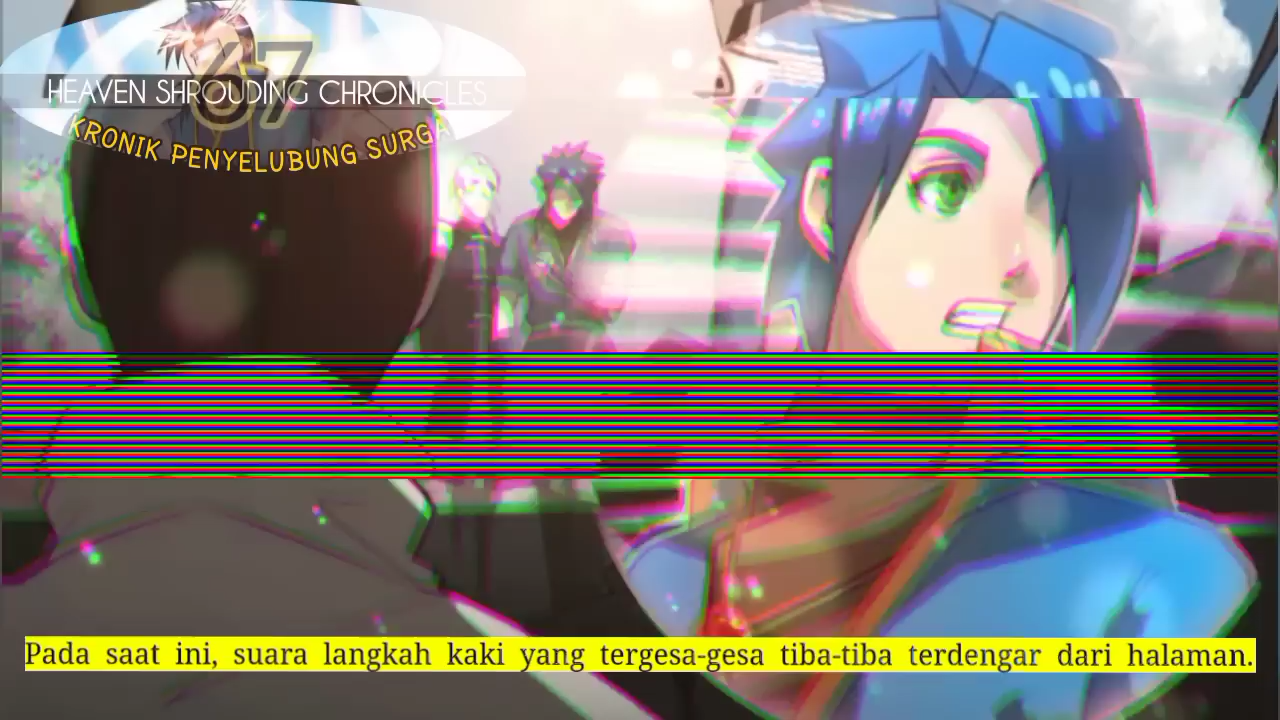 67
HEAVEN SHROUDING CHRONICLES
KRONIK PENYELUBUNG SURGA
Pada saat ini, suara langkah kaki yang tergesa-gesa tiba-tiba terdengar dari halaman.